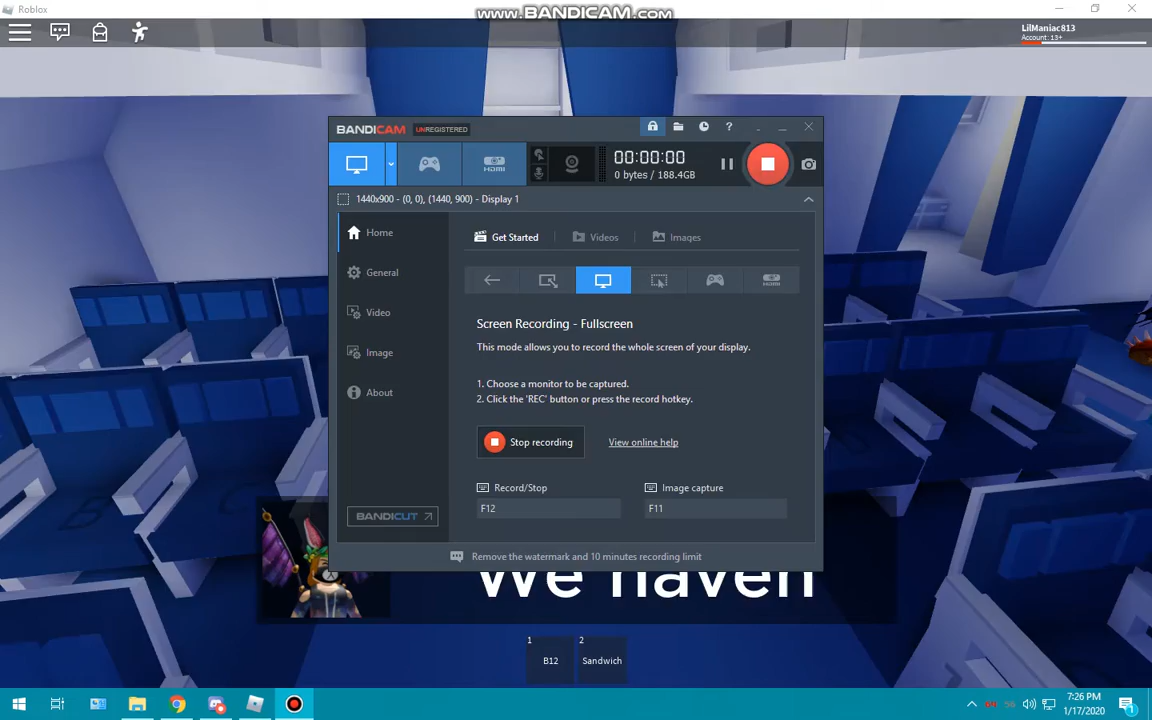 Roblox
www.BANDICAM.com
LilManiac813
Account: 13+
BANDICAM UNREGISTERED
HDMI
00:00:00
0 bytes / 188.4GB
1440x900 - (0, 0), (1440, 900) - Display 1
Home
General
Video
Image
About
BANDICUT
Get Started
Videos
Images
Screen Recording - Fullscreen
This mode allows you to record the whole screen of your display.
1. Choose a monitor to be captured.
2. Click the 'REC' button or press the record hotkey.
Stop recording
View online help
Record/Stop
Image capture
F12
F11
Remove the watermark and 10 minutes recording limit
We haven
1
B12
2
Sandwich
7:26 PM
1/17/2020